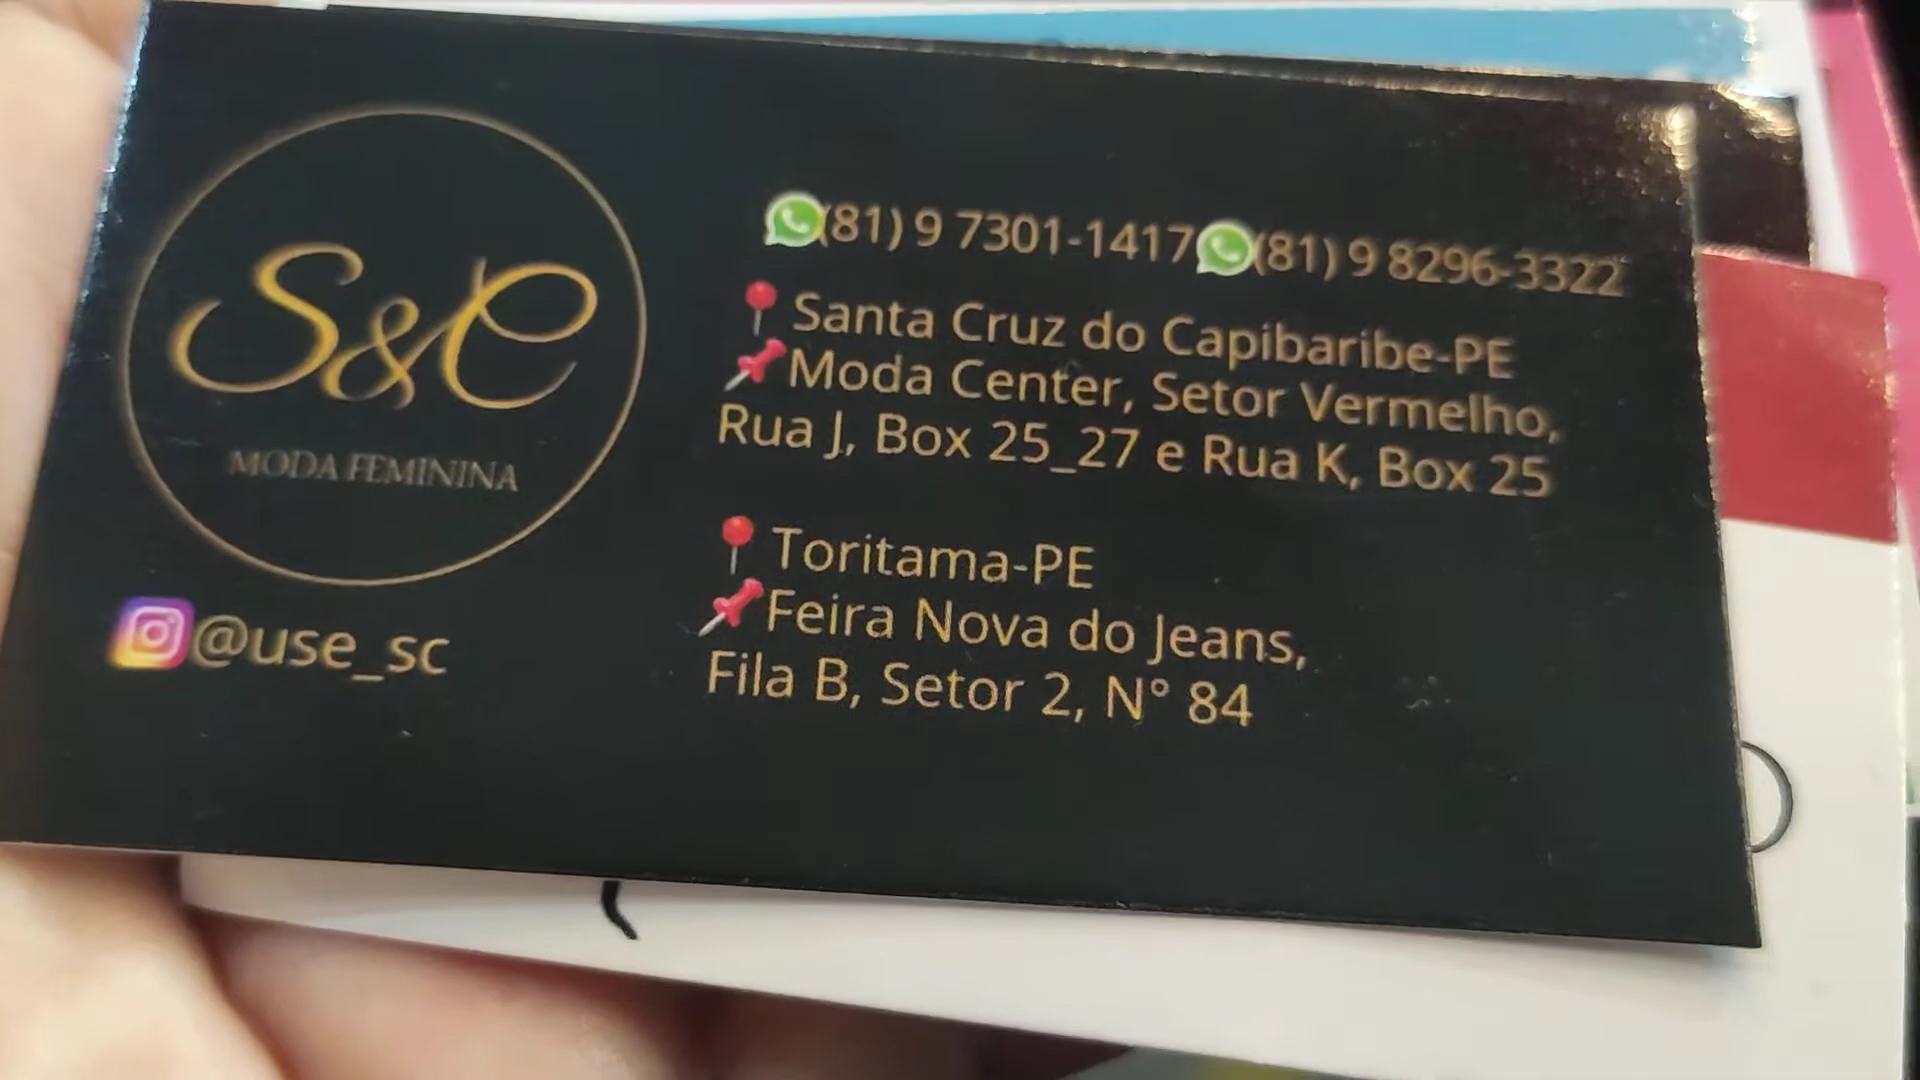 S&C
MODA FEMININA
@use_sc
(81) 9 7301-1417 (81) 9 8296-3322
Santa Cruz do Capibaribe-PE
Moda Center, Setor Vermelho,
Rua J, Box 25_27 e Rua K, Box 25
Toritama-PE
Feira Nova do Jeans,
Fila B, Setor 2, N° 84